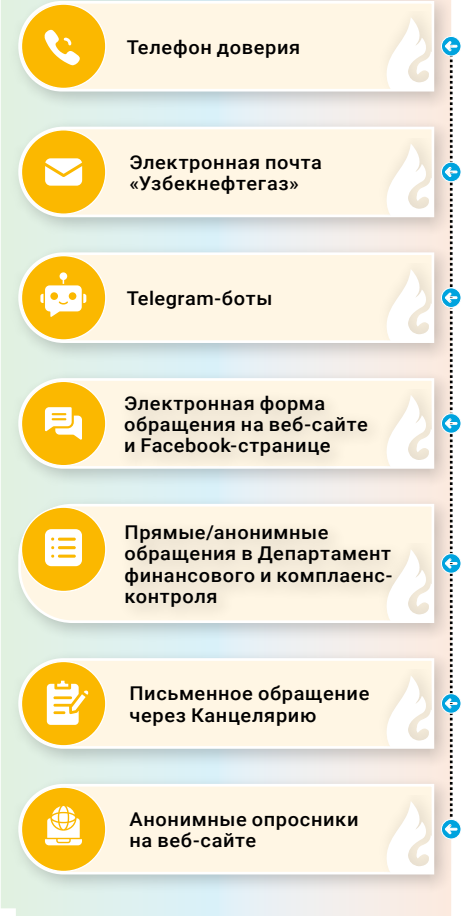 Телефон доверия
Электронная почта
«Узбекнефтегаз»
Telegram-боты
Электронная форма
обращения на веб-сайте
и Facebook-странице
Прямые/анонимные
обращения в Департамент
финансового и комплаенс-
контроля
Письменное обращение
через Канцелярию
Анонимные опросники
на веб-сайте